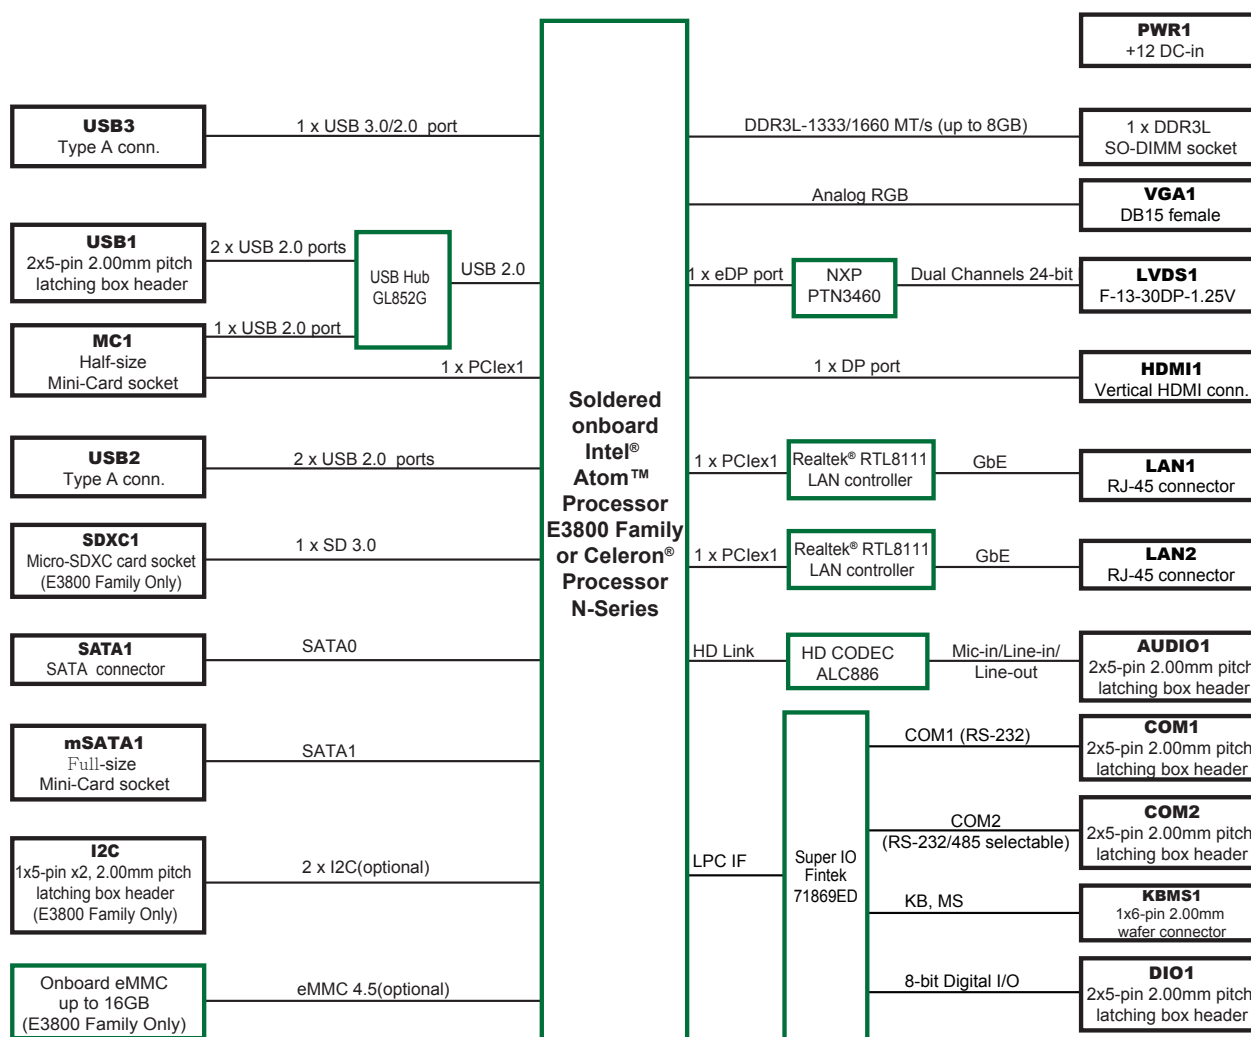 PWR1
+12 DC-in
USB3
Type A conn.
1 x USB 3.0/2.0 port
DDR3L-1333/1660 MT/s (up to 8GB)
1 x DDR3L
SO-DIMM socket
Analog RGB
VGA1
DB15 female
USB1
2x5-pin 2.00mm pitch
latching box header
2 x USB 2.0 ports
USB Hub
GL852G
USB 2.0
1 x eDP port
NXP
PTN3460
Dual Channels 24-bit
LVDS1
F-13-30DP-1.25V
MC1
Half-size
Mini-Card socket
1 x USB 2.0 port
1 x PCIex1
1 x DP port
HDMI1
Vertical HDMI conn.
Soldered
onboard
Intel®
Atom™
Processor
E3800 Family
or Celeron®
Processor
N-Series
USB2
Type A conn.
2 x USB 2.0 ports
1 x PCIex1
Realtek® RTL8111
LAN controller
GbE
LAN1
RJ-45 connector
SDXC1
Micro-SDXC card socket
(E3800 Family Only)
1 x SD 3.0
1 x PCIex1
Realtek® RTL8111
LAN controller
GbE
LAN2
RJ-45 connector
SATA1
SATA connector
SATA0
HD Link
HD CODEC
ALC886
Mic-in/Line-in/
Line-out
AUDIO1
2x5-pin 2.00mm pitch
latching box header
mSATA1
Full-size
Mini-Card socket
SATA1
COM1 (RS-232)
COM1
2x5-pin 2.00mm pitch
latching box header
I2C
1x5-pin x2, 2.00mm pitch
latching box header
(E3800 Family Only)
2 x I2C(optional)
LPC IF
Super IO
Fintek
71869ED
COM2
(RS-232/485 selectable)
COM2
2x5-pin 2.00mm pitch
latching box header
KB, MS
KBMS1
1x6-pin 2.00mm
wafer connector
Onboard eMMC
up to 16GB
(E3800 Family Only)
eMMC 4.5(optional)
8-bit Digital I/O
DIO1
2x5-pin 2.00mm pitch
latching box header